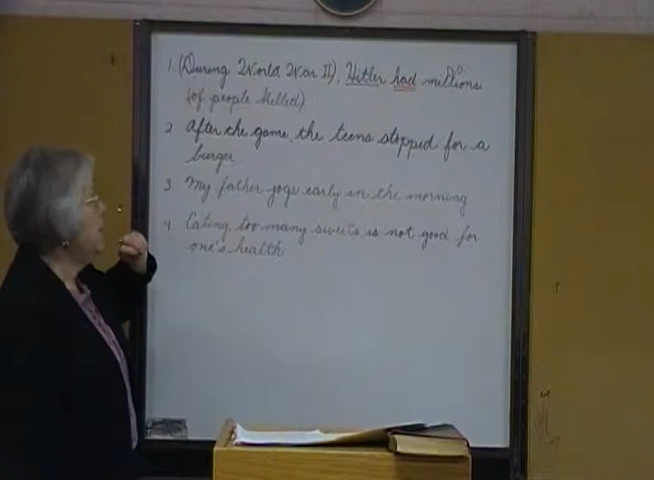 1. (During World War II), Hitler had millions D.O.
(of people killed)
2 After the game, the teens stopped for a
burger
3 My father jogs early in the morning
4. Eating too many sweets is not good for
one's health